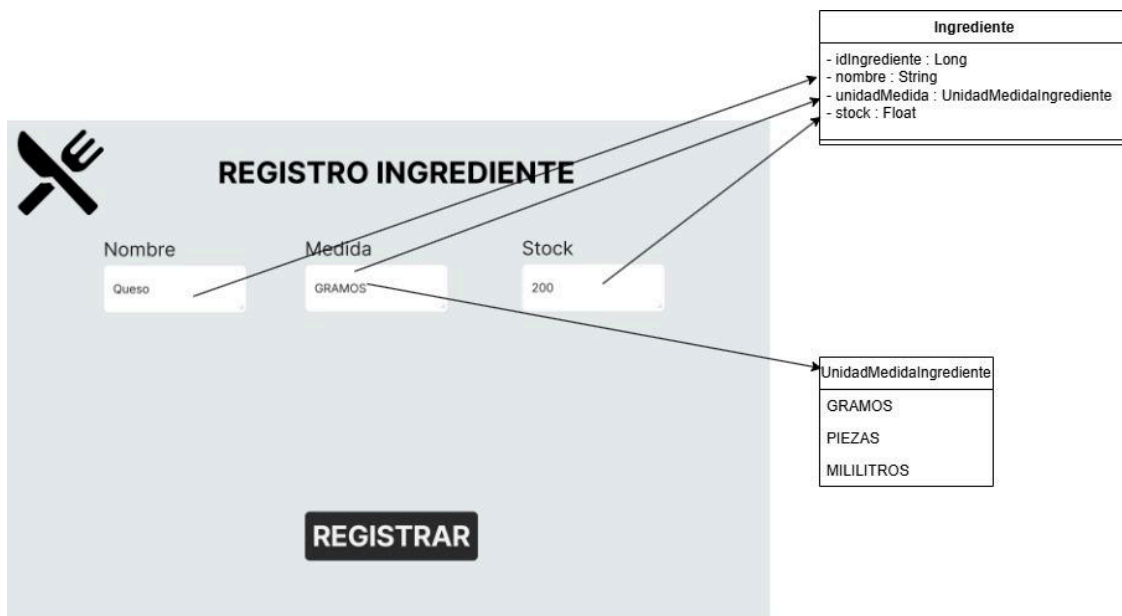 Ingrediente
- idIngrediente : Long
- nombre : String
- unidadMedida : UnidadMedidaIngrediente
- stock : Float
REGISTRO INGREDIENTE
Nombre
Medida
Stock
Queso
GRAMOS
200
UnidadMedidaIngrediente
GRAMOS
PIEZAS
MILILITROS
REGISTRAR